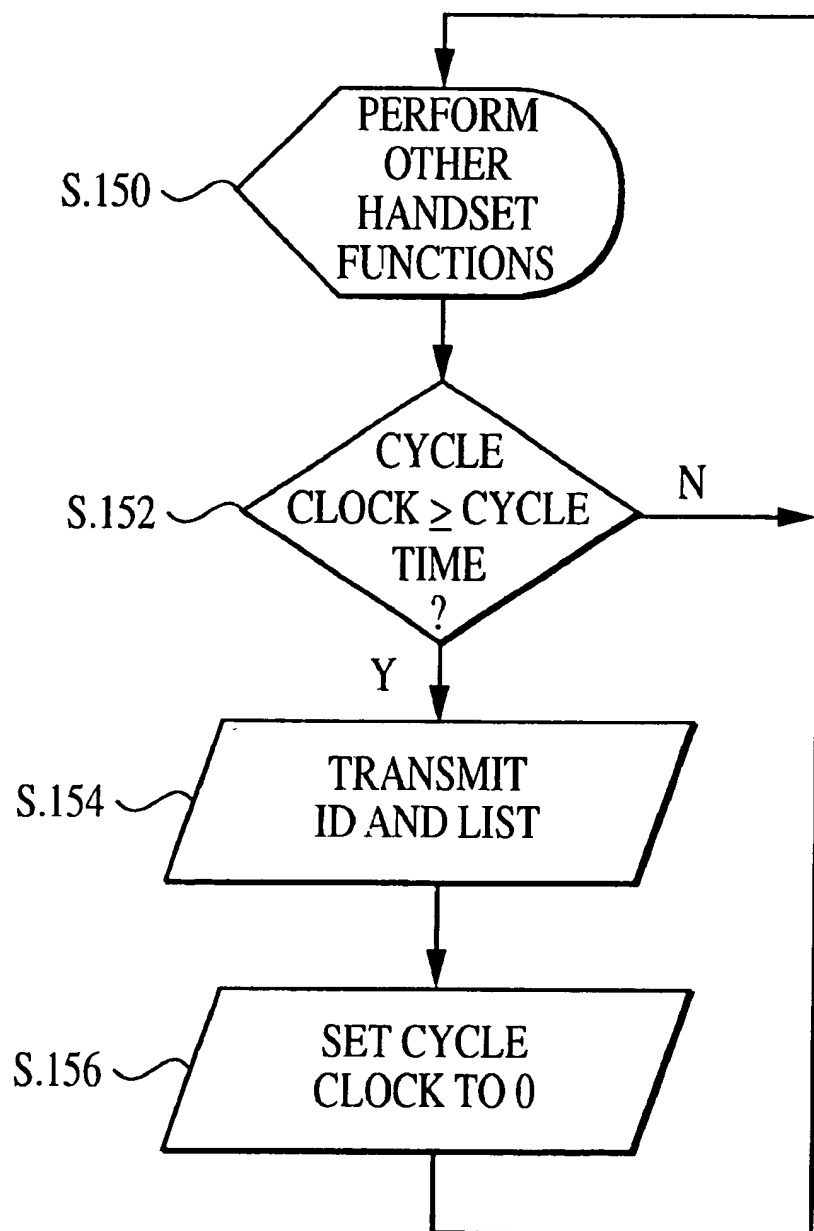 PERFORM
OTHER
HANDSET
FUNCTIONS
S.150
CYCLE
CLOCK ≥ CYCLE
TIME
?
S.152
N
Y
TRANSMIT
ID AND LIST
S.154
SET CYCLE
CLOCK TO 0
S.156